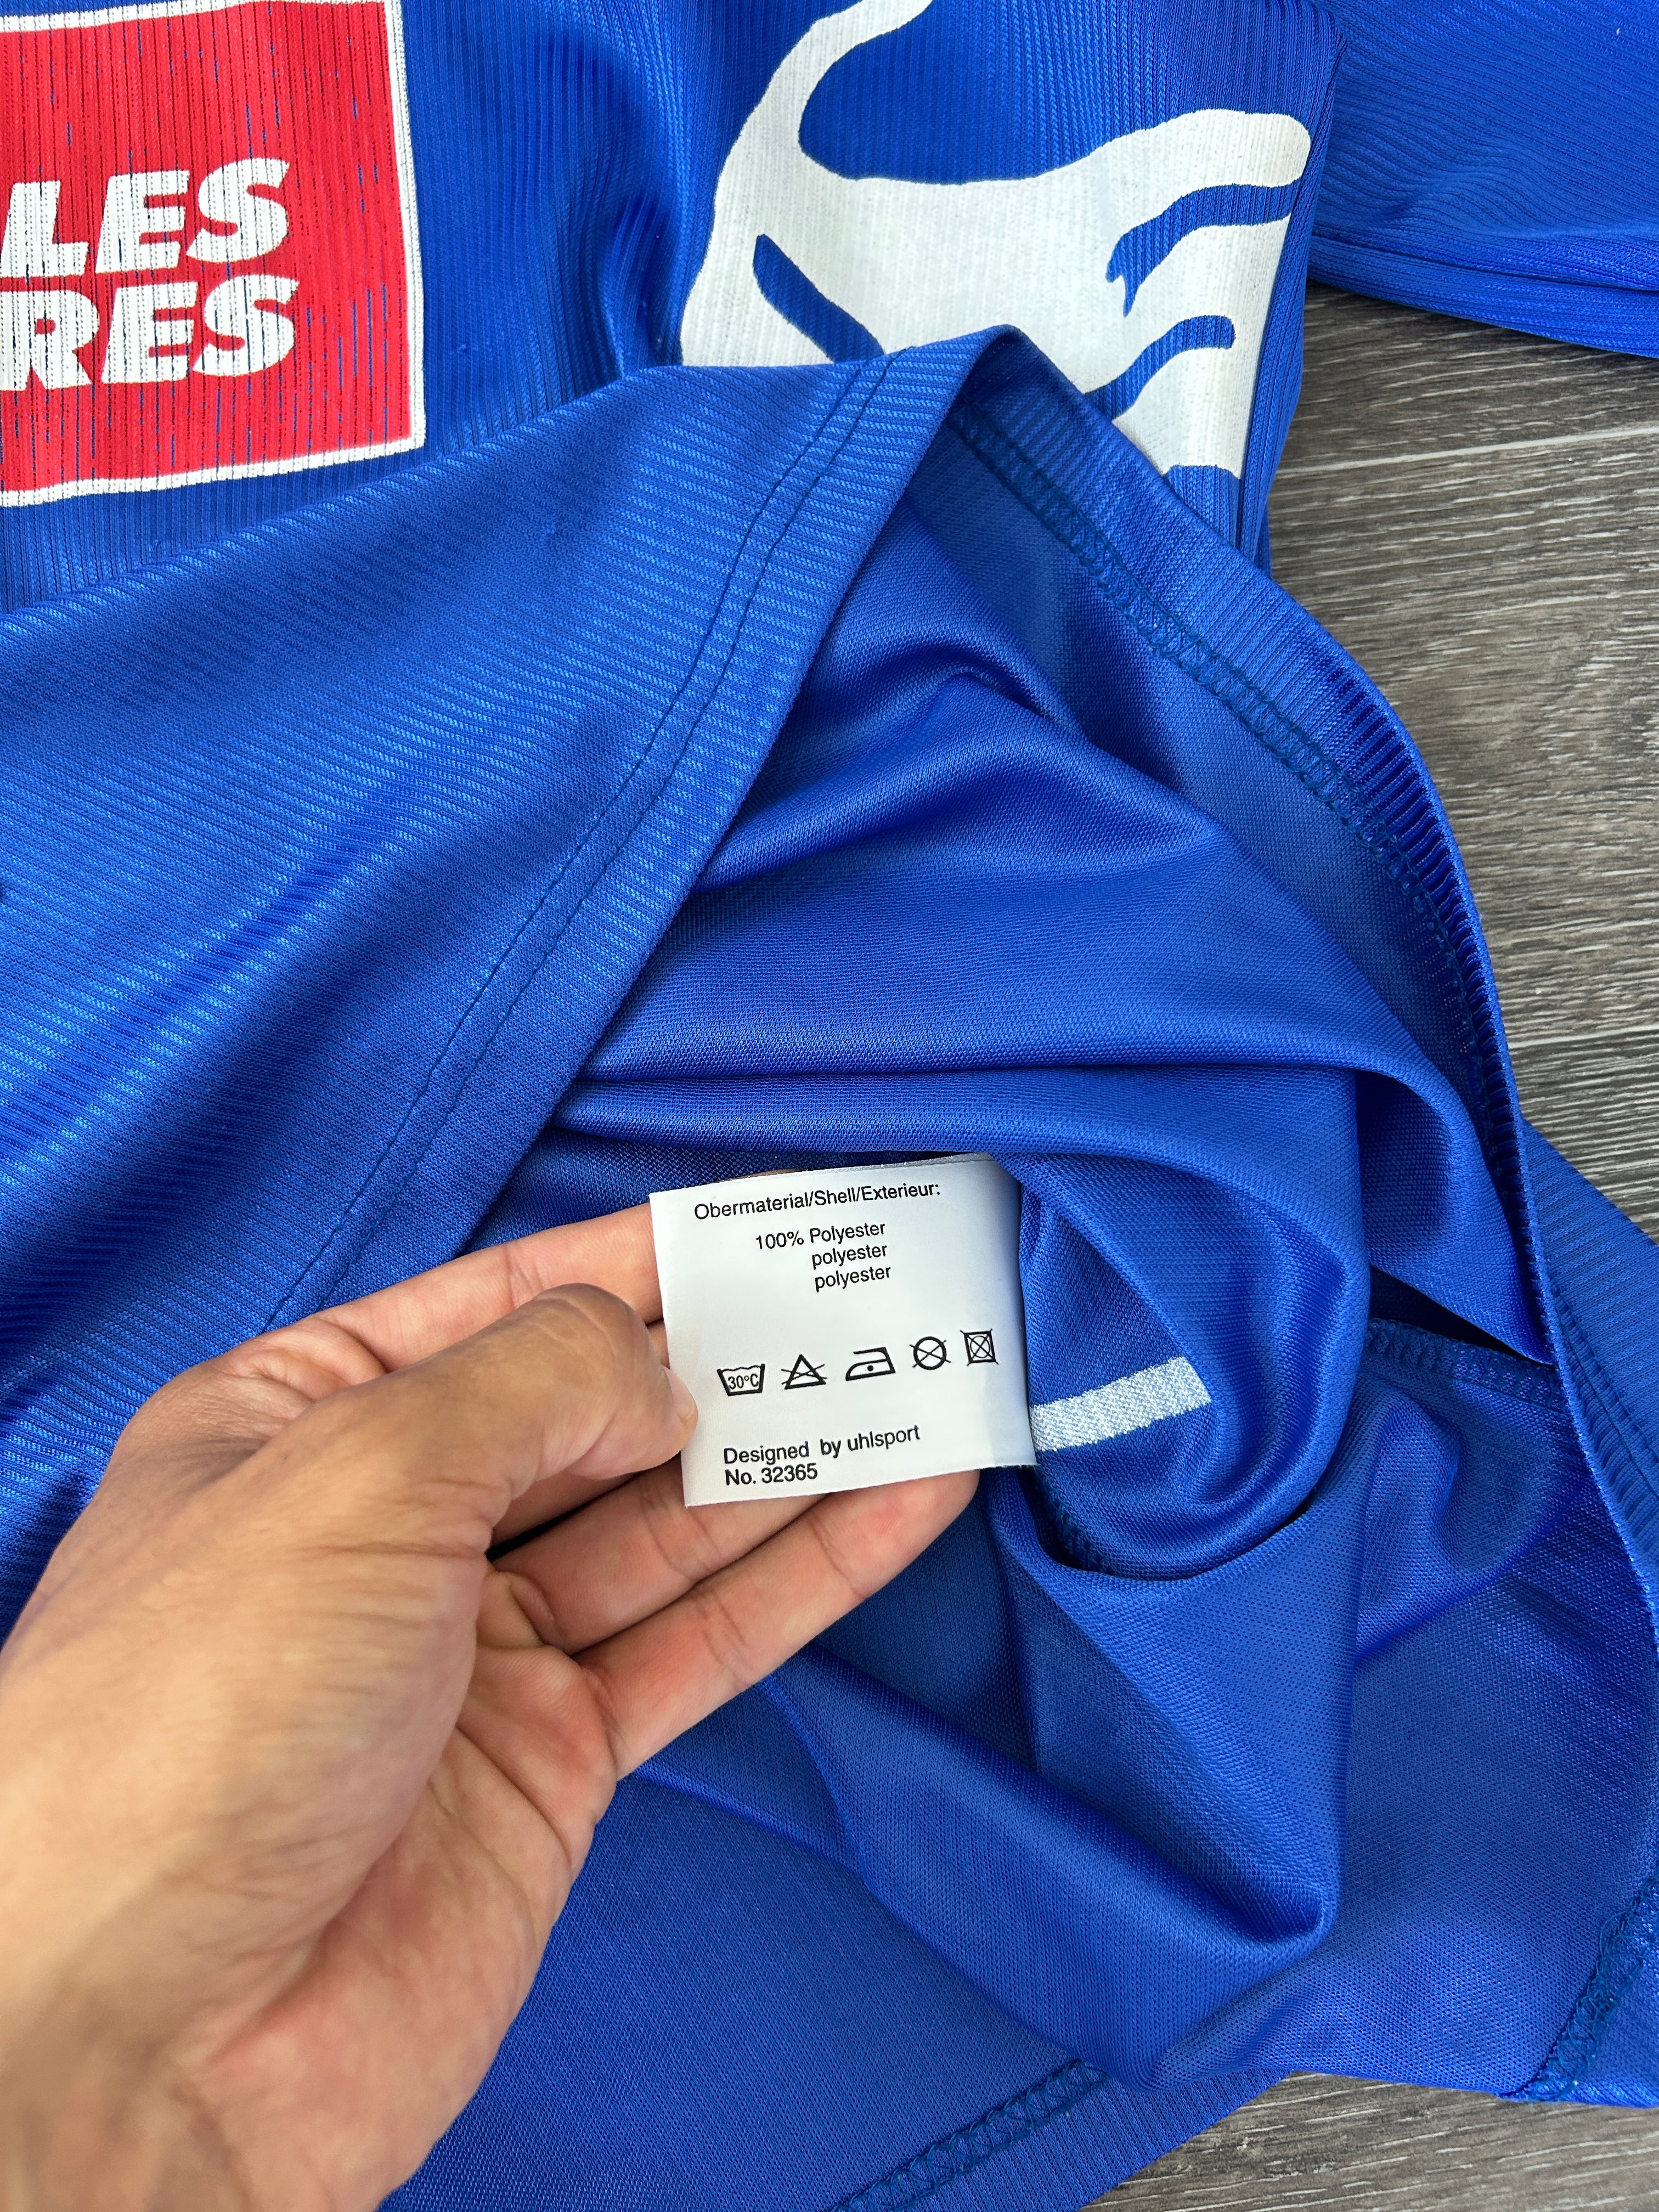 LES
RES
Obermaterial/Shell/Exterieur:
100% Polyester
polyester
polyester
30°C
Designed by uhlsport
No. 32365